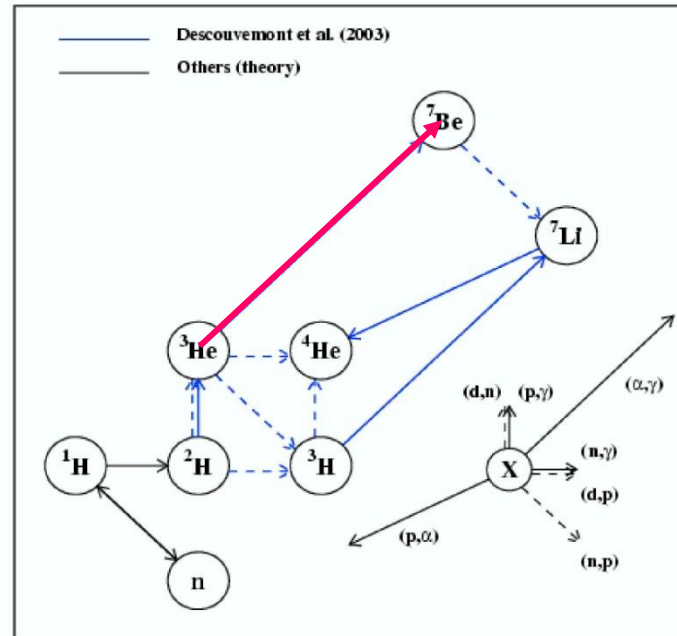 Descouvemont et al. (2003)
Others (theory)
⁷Be
⁷Li
³He
⁴He
(d,n) (p,γ)
(α,γ)
¹H
²H
³H
X
(n,γ)
(d,p)
(p,α)
(n,p)
n